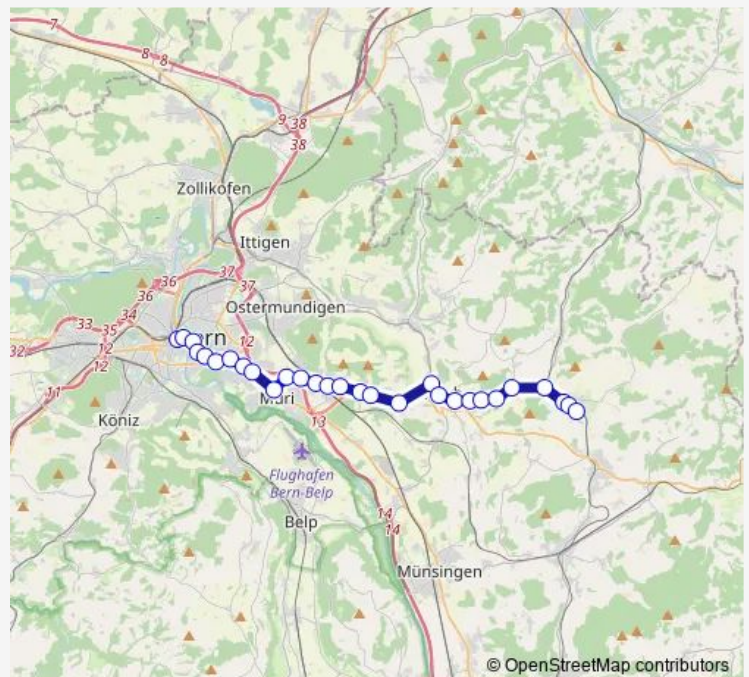 7
8
8
9
38
38
Zollikofen
Ittigen
37
36
36
37
Ostermundigen
33
34
35
32
12
12
12
11
Muri
13
Köniz
Flughafen
Bern-Belp
Belp
14
14
Münsingen
© OpenStreetMap contributors